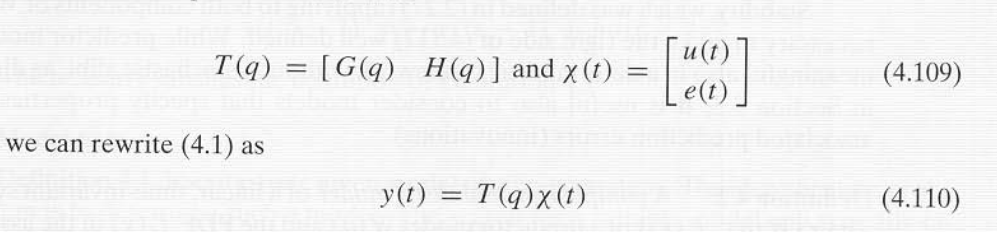 T(q) = [G(q) H(q)] and χ(t) = [u(t) e(t)] (4.109)
we can rewrite (4.1) as
y(t) = T(q)χ(t) (4.110)